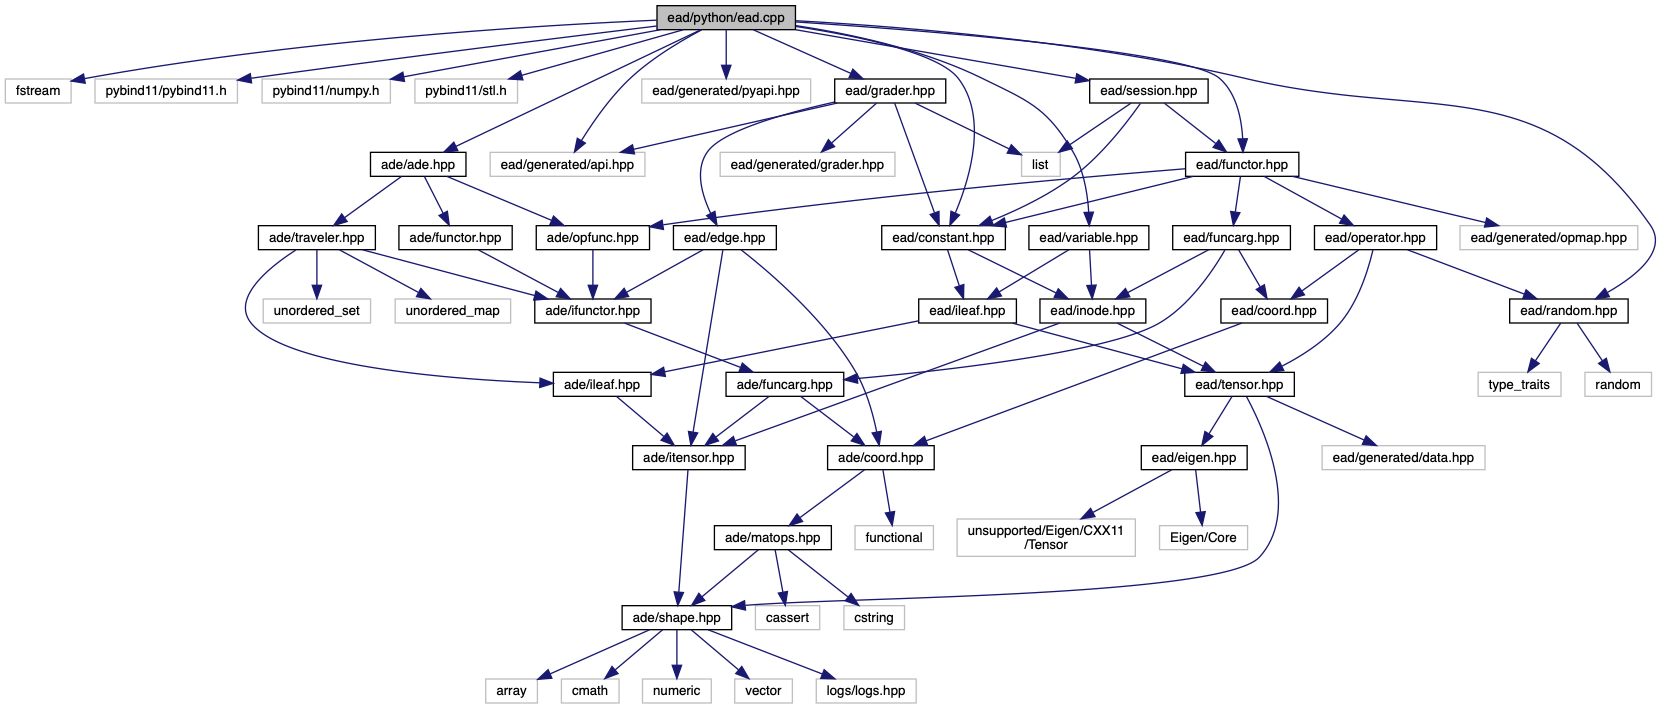 ead/python/ead.cpp
fstream
pybind11/pybind11.h
pybind11/numpy.h
pybind11/stl.h
ead/generated/pyapi.hpp
ead/grader.hpp
ead/session.hpp
ade/ade.hpp
ead/generated/api.hpp
ead/generated/grader.hpp
list
ead/functor.hpp
ade/traveler.hpp
ade/functor.hpp
ade/opfunc.hpp
ead/edge.hpp
ead/constant.hpp
ead/variable.hpp
ead/funcarg.hpp
ead/operator.hpp
ead/generated/opmap.hpp
unordered_set
unordered_map
ade/ifunctor.hpp
ead/ileaf.hpp
ead/inode.hpp
ead/coord.hpp
ead/random.hpp
ade/ileaf.hpp
ade/funcarg.hpp
ead/tensor.hpp
type_traits
random
ade/itensor.hpp
ade/coord.hpp
ead/eigen.hpp
ead/generated/data.hpp
ade/matops.hpp
functional
unsupported/Eigen/CXX11
/Tensor
Eigen/Core
ade/shape.hpp
cassert
cstring
array
cmath
numeric
vector
logs/logs.hpp